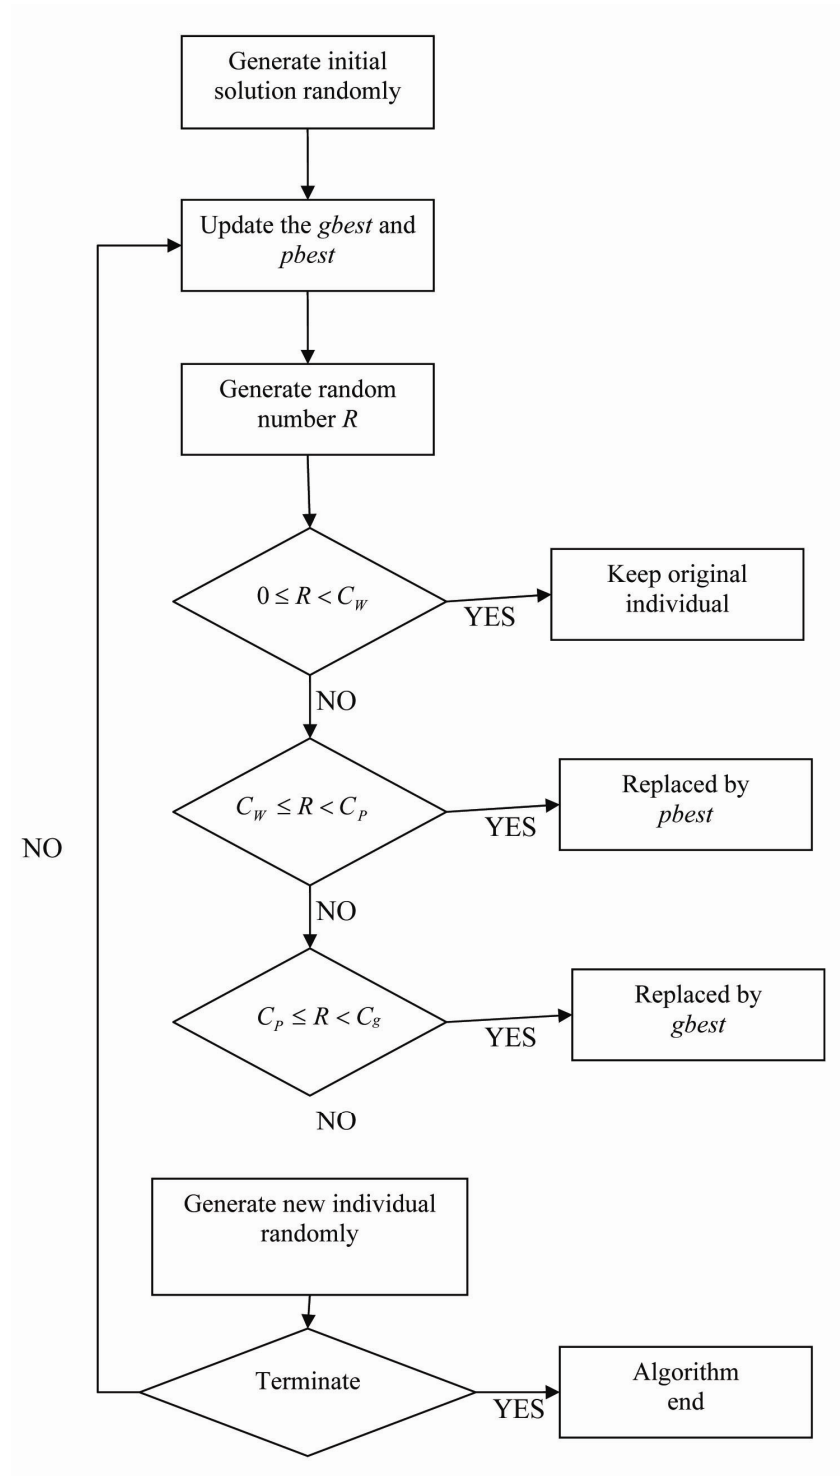 Generate initial
solution randomly
Update the gbest and
pbest
Generate random
number R
0 ≤ R < C_W
YES
Keep original
individual
NO
C_W ≤ R < C_P
YES
Replaced by
pbest
NO
NO
C_P ≤ R < C_g
YES
Replaced by
gbest
NO
Generate new individual
randomly
Terminate
YES
Algorithm
end